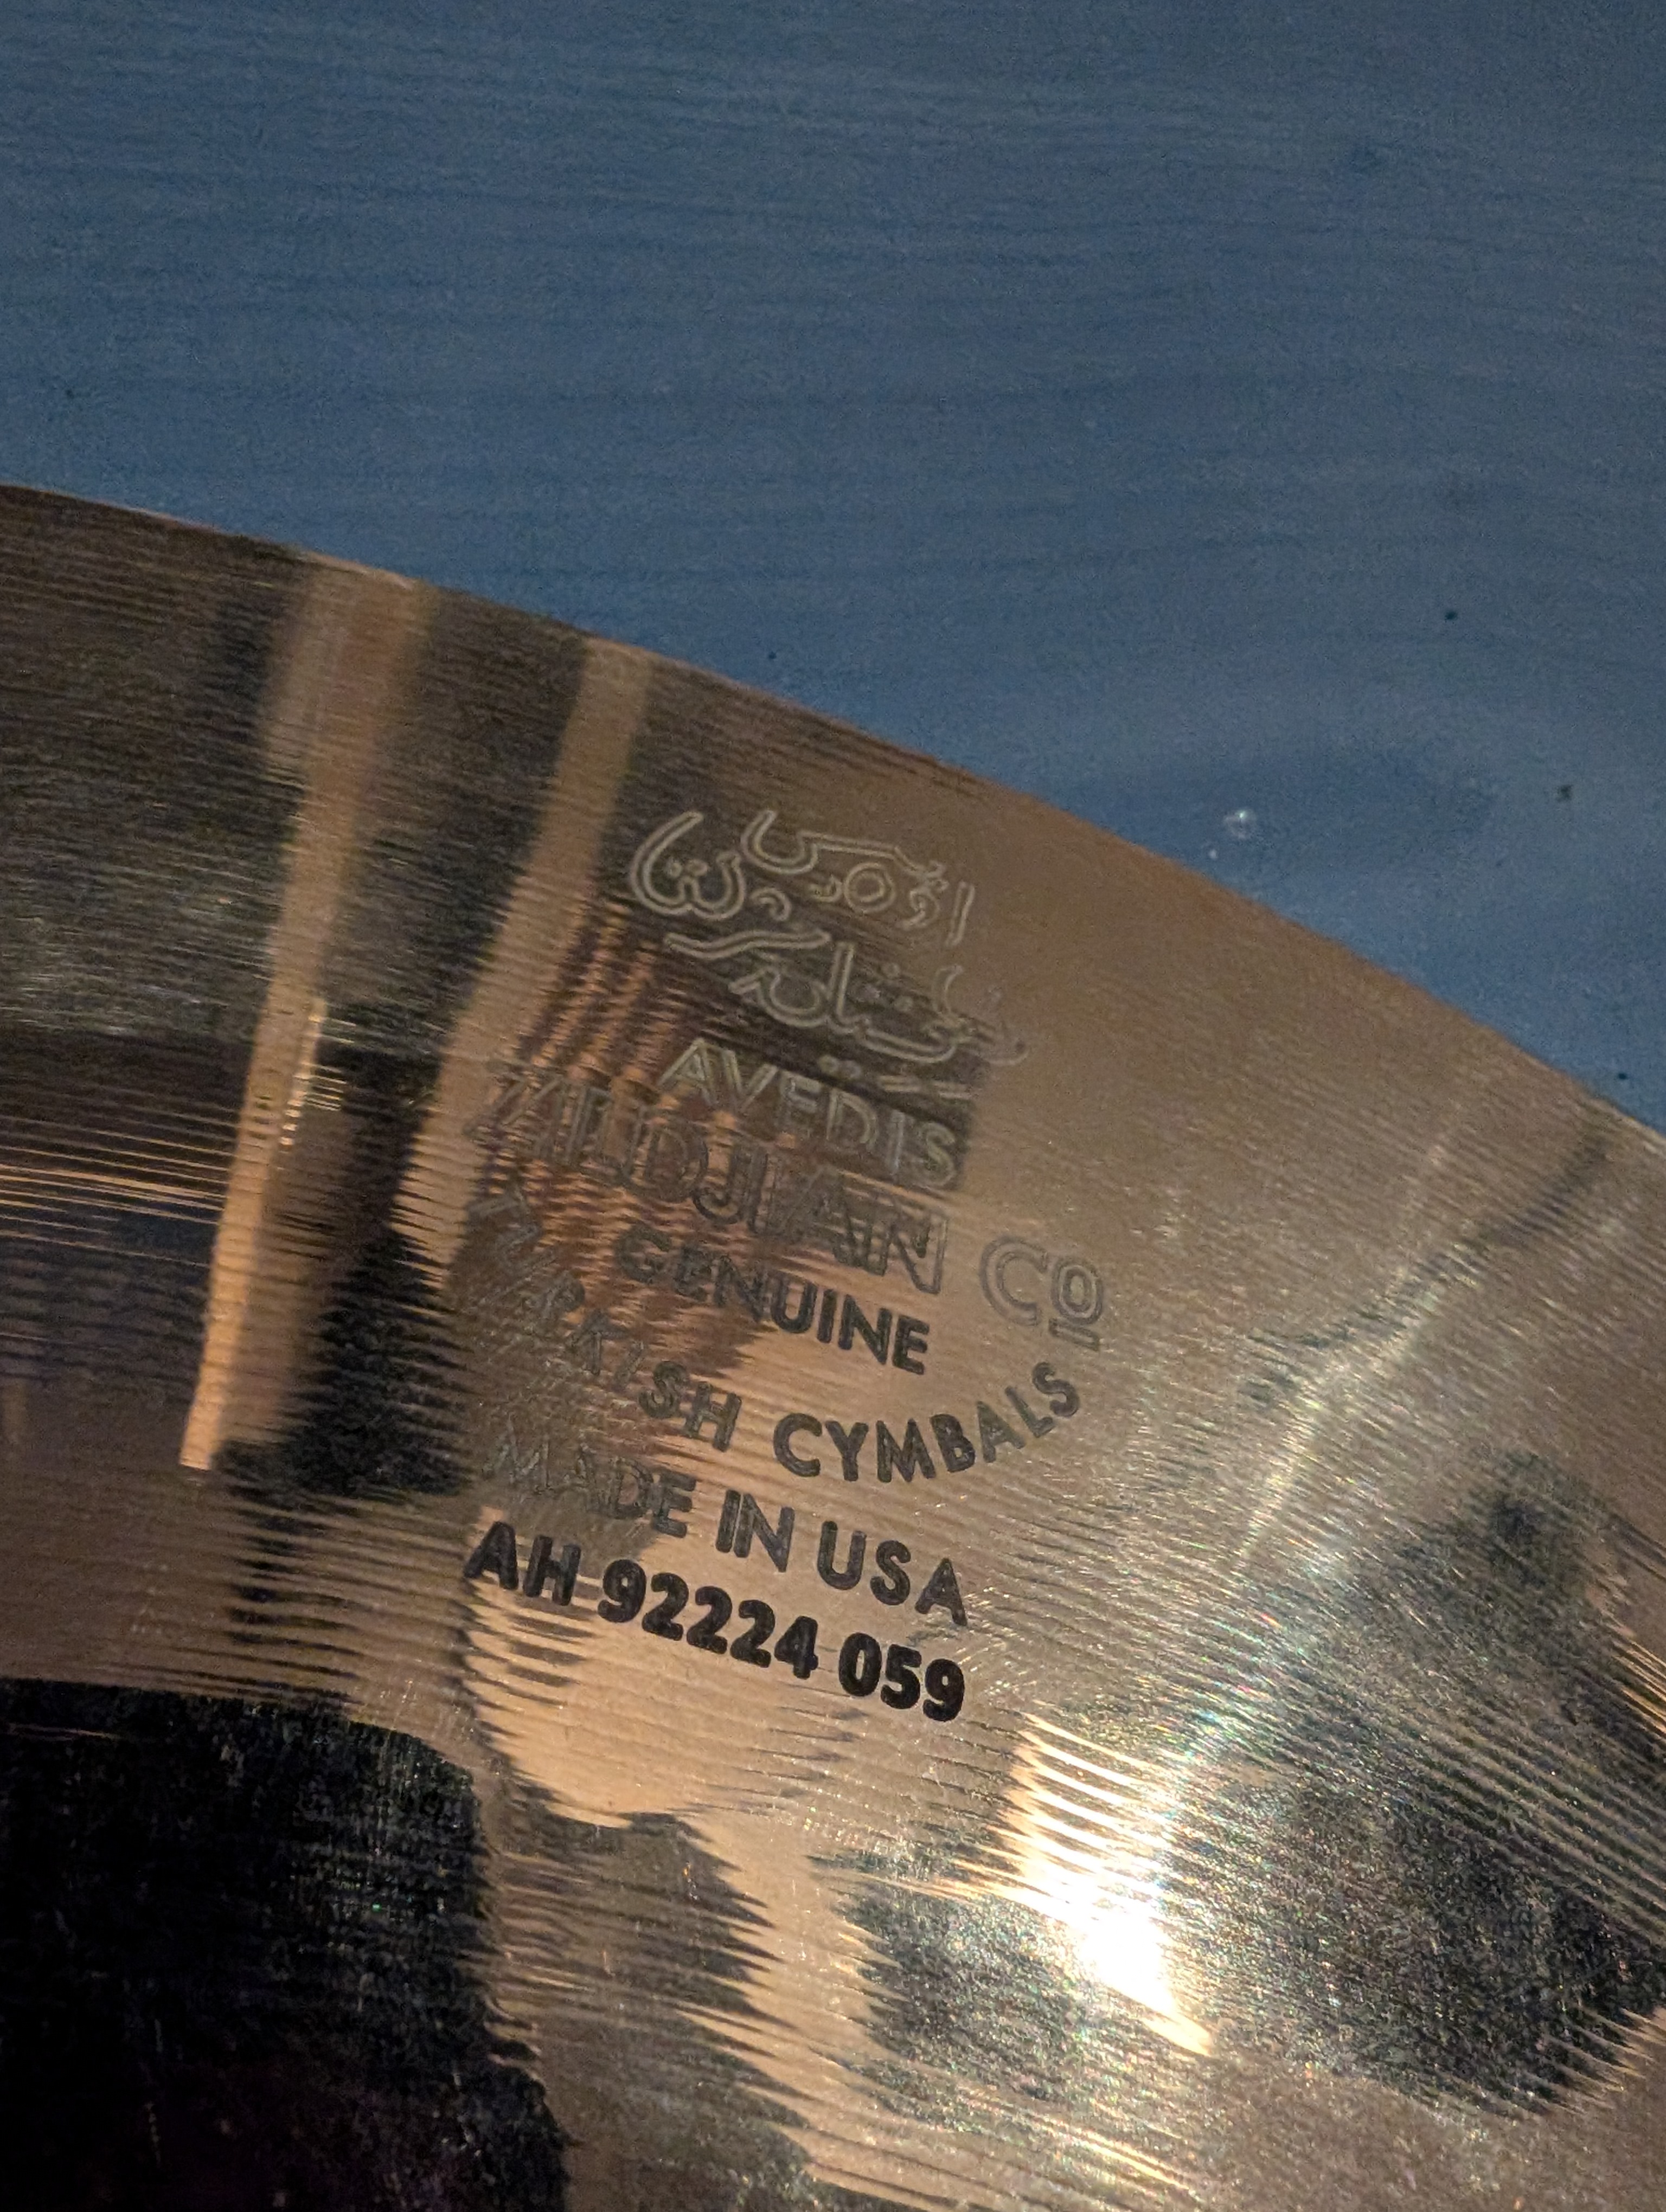 AVEDIS
ZILDJIAN CO
GENUINE
TURKISH CYMBALS
MADE IN USA
AH 92224 059